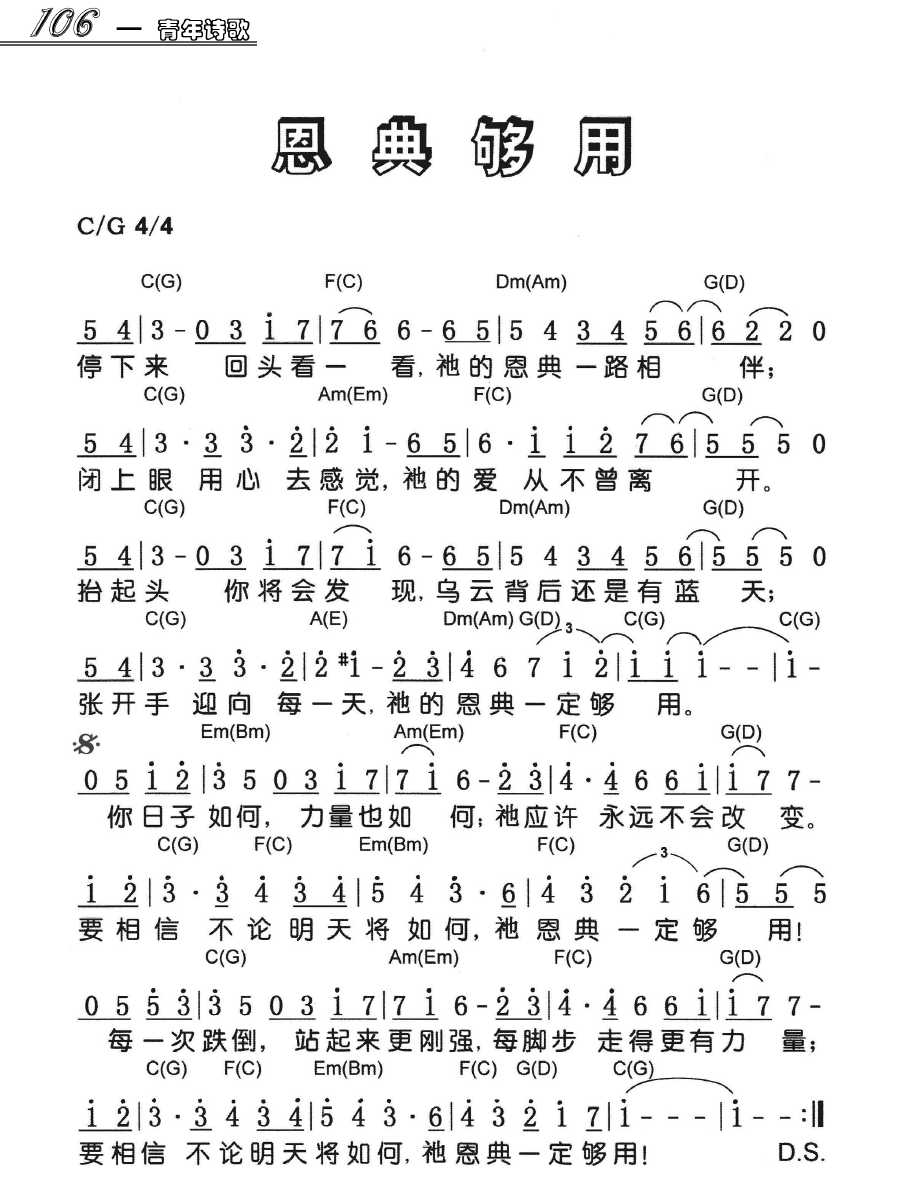 106 — 青年诗歌
恩典够用
C/G 4/4
C(G) F(C) Dm(Am) G(D)
5 4|3 - 0 3 i 7|7 6 6 - 6 5|5 4 3 4 5 6|6 2 2 0
停下来 回头看一 看,祂的恩典一路相 伴;
C(G) Am(Em) F(C) G(D)
5 4|3 · 3 3̇ · 2̇|2̇ i - 6 5|6 · i i 2̇ 7 6|5 5 5 0
闭上眼 用心 去感觉,祂的爱 从不曾离 开。
C(G) F(C) Dm(Am) G(D)
5 4|3 - 0 3 i 7|7 i 6 - 6 5|5 4 3 4 5 6|5 5 5 0
抬起头 你将会发 现,乌云背后还是有蓝 天;
C(G) A(E) Dm(Am) G(D) C(G) C(G)
5 4|3 · 3 3̇ · 2̇|2̇ #i - 2̇ 3̇|4̇ 6 7 i 2̇|i i i - - |i -
3
张开手 迎向 每一天,祂的恩典一定够 用。
Em(Bm) Am(Em) F(C) G(D)
0 5 i 2̇|3̇ 5 0 3 i 7|7 i 6 - 2̇ 3̇|4̇ · 4̇ 6 6 i|i 7 7 -
你日子如何, 力量也如 何;祂应许 永远不会改 变。
C(G) F(C) Em(Bm) F(C) G(D)
3
i 2̇|3̇ · 3̇ 4̇ 3̇ 4̇|5̇ 4̇ 3̇ · 6|4̇ 3̇ 2̇ i 6|5 5 5
要相信 不论明天将如何,祂恩典一定够 用!
C(G) Am(Em) F(C) G(D)
0 5 5̇ 3̇|3̇ 5 0 3 i 7|7 i 6 - 2̇ 3̇|4̇ · 4̇ 6 6 i|i 7 7 -
每一次跌倒, 站起来更刚强,每脚步 走得更有力 量;
C(G) F(C) Em(Bm) F(C) G(D) C(G)
i 2̇|3̇ · 3̇ 4̇ 3̇ 4̇|5̇ 4̇ 3̇ · 6|4̇ 3̇ 2̇ i 7|i - - - |i - - :‖
要相信 不论明天将如何,祂恩典一定够用! D.S.